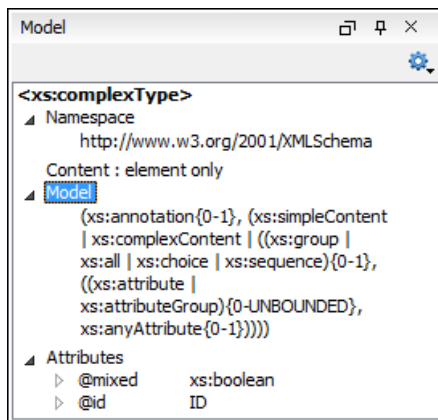 Model
<xs:complexType>
Namespace
http://www.w3.org/2001/XMLSchema
Content : element only
Model
(xs:annotation{0-1}, (xs:simpleContent
| xs:complexContent | ((xs:group |
xs:all | xs:choice | xs:sequence){0-1},
((xs:attribute |
xs:attributeGroup){0-UNBOUNDED},
xs:anyAttribute{0-1}))))
Attributes
@mixed xs:boolean
@id ID